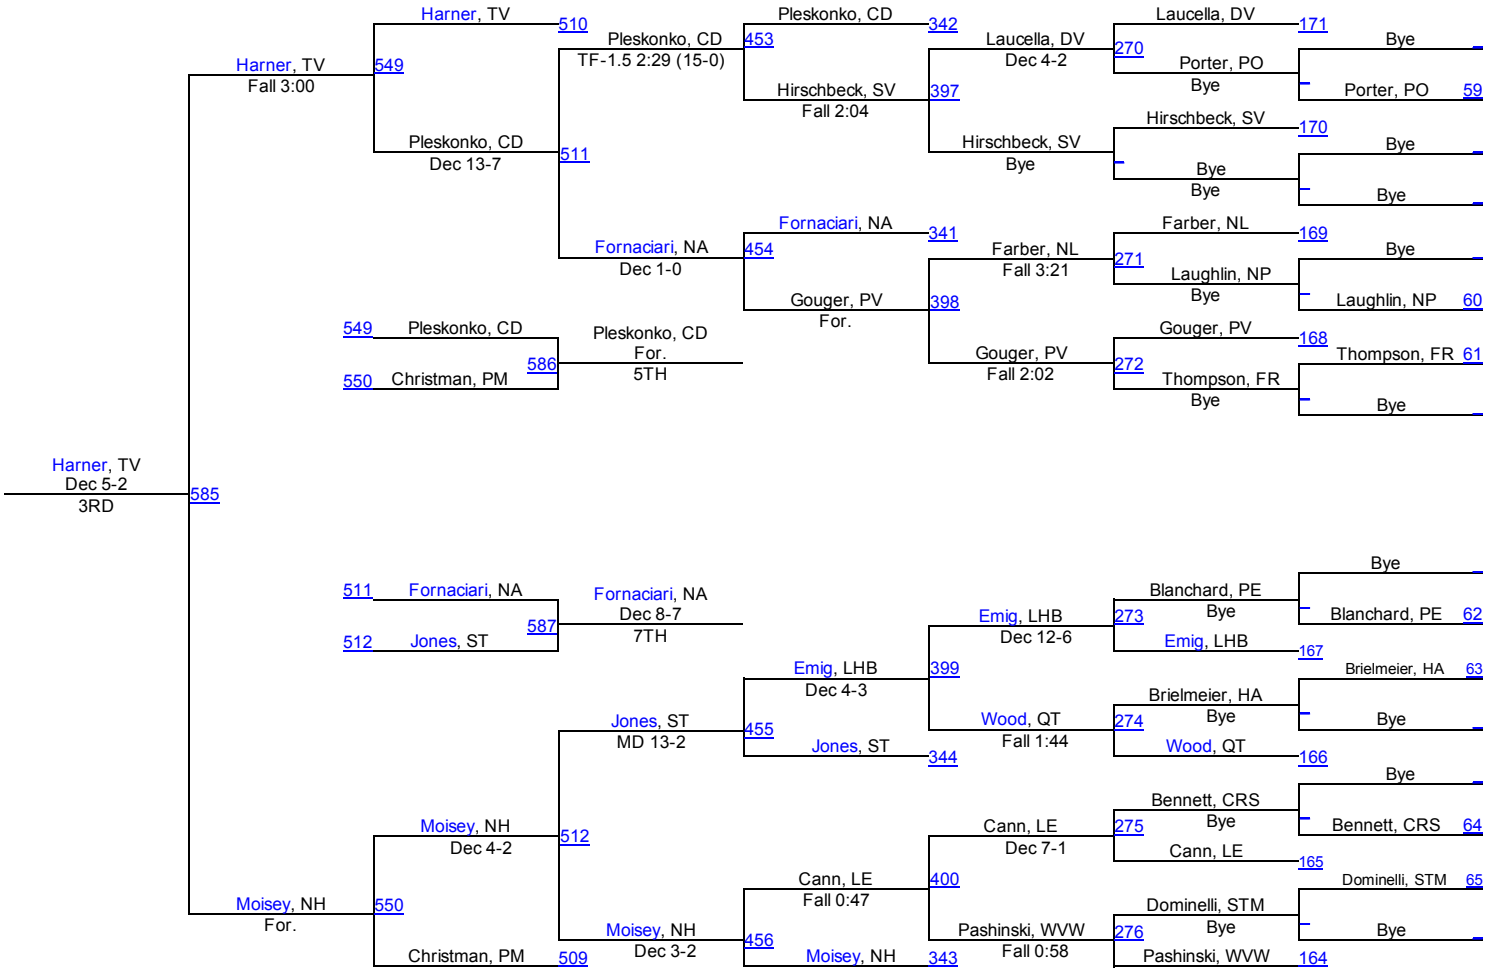 Harner, TV
510
Pleskonko, CD
342
Laucella, DV
171
Pleskonko, CD
453
Laucella, DV
Bye
TF-1.5 2:29 (15-0)
Dec 4-2
270
Porter, PO
Harner, TV
549
Bye
Fall 3:00
Hirschbeck, SV
397
Porter, PO
59
Fall 2:04
Hirschbeck, SV
170
Pleskonko, CD
511
Hirschbeck, SV
Bye
Dec 13-7
Bye
Bye
Bye
Bye
Fornaciari, NA
341
Farber, NL
169
Fornaciari, NA
454
Farber, NL
Bye
Dec 1-0
Fall 3:21
271
Laughlin, NP
Bye
Gouger, PV
398
Laughlin, NP
60
For.
549
Pleskonko, CD
Pleskonko, CD
Gouger, PV
168
For.
Gouger, PV
Thompson, FR
61
586
5TH
Fall 2:02
272
550
Christman, PM
Thompson, FR
Bye
Bye
Harner, TV
Dec 5-2
585
3RD
Bye
511
Fornaciari, NA
Fornaciari, NA
Blanchard, PE
Dec 8-7
Emig, LHB
273
Bye
Blanchard, PE
62
587
7TH
Dec 12-6
512
Jones, ST
Emig, LHB
167
Emig, LHB
399
Brielmeier, HA
63
Dec 4-3
Brielmeier, HA
Jones, ST
455
Wood, QT
274
Bye
Bye
MD 13-2
Fall 1:44
Jones, ST
344
Wood, QT
166
Bye
Bennett, CRS
Moisey, NH
512
Cann, LE
275
Bye
Bennett, CRS
64
Dec 4-2
Dec 7-1
Cann, LE
165
Cann, LE
400
Dominelli, STM
65
Fall 0:47
Moisey, NH
550
Dominelli, STM
For.
Moisey, NH
456
Pashinski, WVW
276
Bye
Bye
Dec 3-2
Fall 0:58
Christman, PM
509
Moisey, NH
343
Pashinski, WVW
164